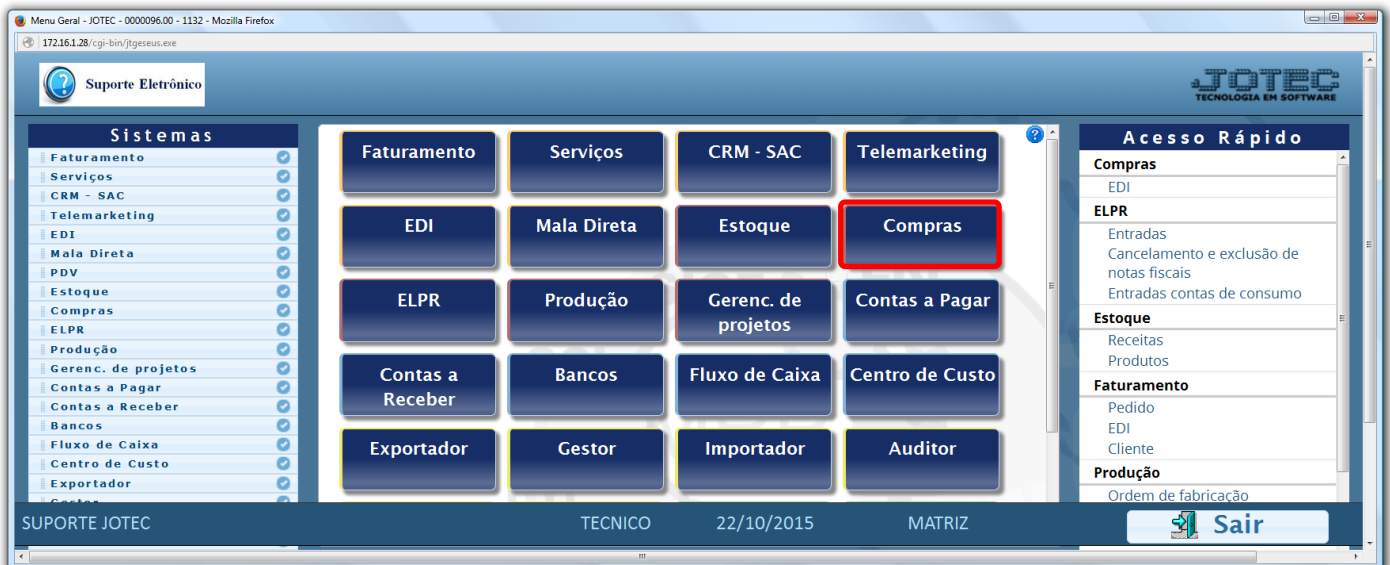 Menu Geral - JOTEC - 0000096.00 - 1132 - Mozilla Firefox
172.16.1.28/cgi-bin/jtgeseus.exe
Suporte Eletrônico
JOTEC
TECNOLOGIA EM SOFTWARE
Sistemas
Faturamento
Serviços
CRM - SAC
Telemarketing
EDI
Mala Direta
PDV
Estoque
Compras
ELPR
Produção
Gerenc. de projetos
Contas a Pagar
Contas a Receber
Bancos
Fluxo de Caixa
Centro de Custo
Exportador
Gestor
Faturamento
Serviços
CRM - SAC
Telemarketing
EDI
Mala Direta
Estoque
Compras
ELPR
Produção
Gerenc. de
projetos
Contas a Pagar
Contas a
Receber
Bancos
Fluxo de Caixa
Centro de Custo
Exportador
Gestor
Importador
Auditor
Acesso Rápido
Compras
EDI
ELPR
Entradas
Cancelamento e exclusão de
notas fiscais
Entradas contas de consumo
Estoque
Receitas
Produtos
Faturamento
Pedido
EDI
Cliente
Produção
Ordem de fabricação
SUPORTE JOTEC
TECNICO
22/10/2015
MATRIZ
Sair